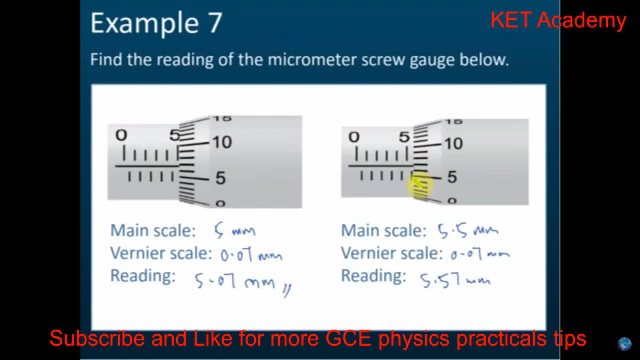 Example 7
KET Academy
Find the reading of the micrometer screw gauge below.
15
0 5
10
5
0
Main scale: 5 mm
Vernier scale: 0.07 mm
Reading: 5.07 mm
15
0 5
10
5
0
Main scale: 5.5 mm
Vernier scale: 0.07 mm
Reading: 5.57 mm
Subscribe and Like for more GCE physics practicals tips